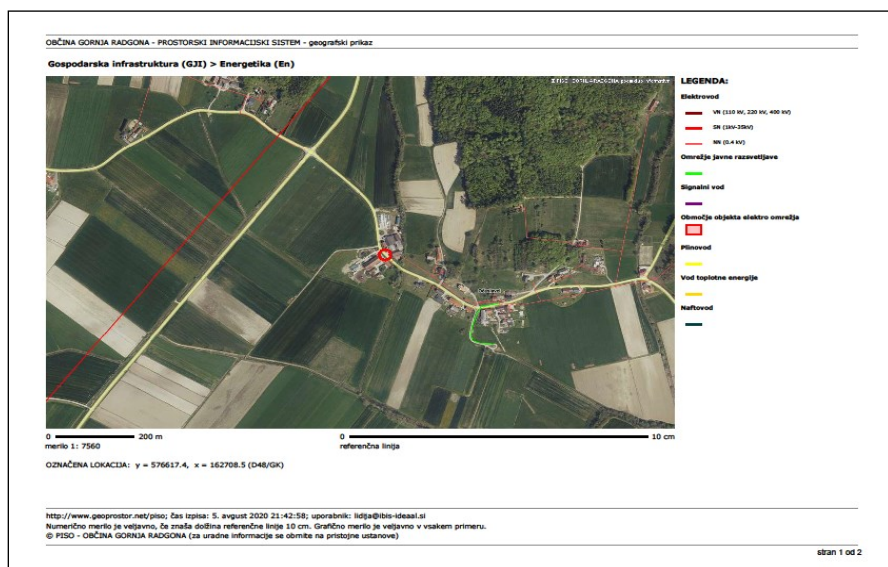 OBČINA GORNJA RADGONA - PROSTORSKI INFORMACIJSKI SISTEM - geografski prikaz
Gospodarska infrastruktura (GJI) > Energetika (En)
LEGENDA:
Elektrovod
VN (110 kV, 220 kV, 400 kV)
SN (1kV-35kV)
NN (0.4 kV)
Omrežje javne razsvetljave
Signalni vod
Območje objekta elektro omrežja
Plinovod
Vod toplotne energije
Naftovod
0 200 m 0 10 cm
merilo 1: 7560 referenčna linija
OZNAČENA LOKACIJA: y = 576617.4, x = 162708.5 (D48/GK)
http://www.geoprostor.net/piso; čas izpisa: 5. avgust 2020 21:42:58; uporabnik: lidija@ibis-ideaal.si
Numerično merilo je veljavno, če znaša dolžina referenčne linije 10 cm. Grafično merilo je veljavno v vsakem primeru.
© PISO - OBČINA GORNJA RADGONA (za uradne informacije se obrnite na pristojne ustanove)
stran 1 od 2